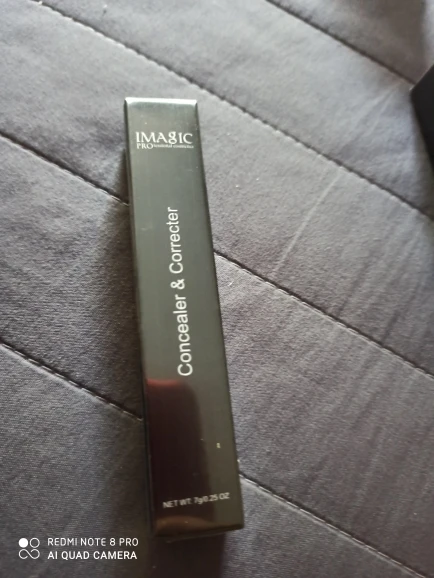 IMAGIC
PRO
Concealer & Correcter
NET WT: 7g/0.25 OZ
REDMI NOTE 8 PRO
AI QUAD CAMERA